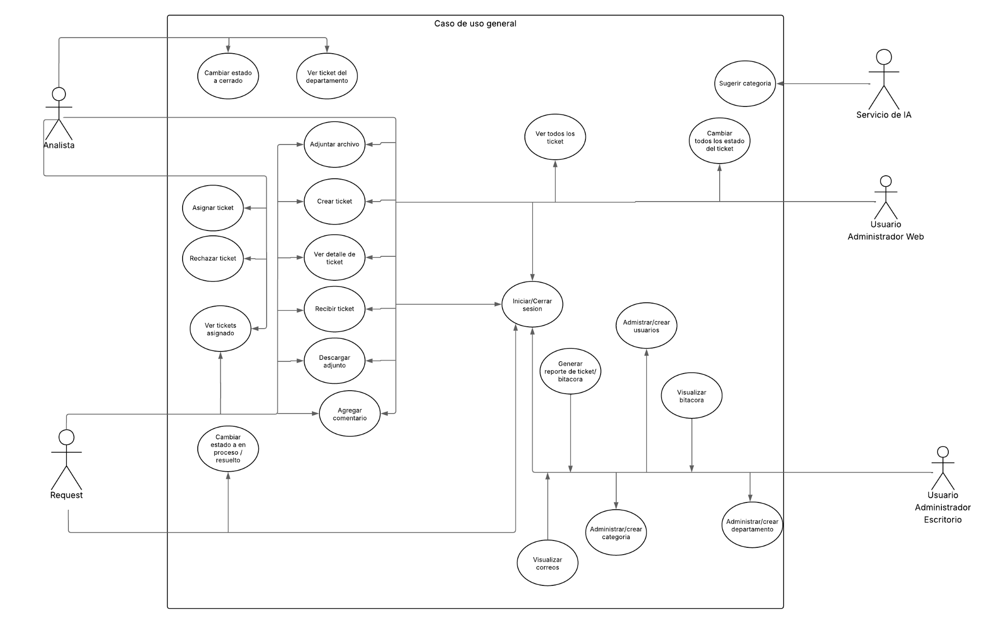 Caso de uso general
Cambiar estado
a cerrado
Ver ticket del
departamento
Sugerir categoria
Servicio de IA
Analista
Adjuntar archivo
Ver todos los
ticket
Cambiar
todos los estado
del ticket
Asignar ticket
Crear ticket
Usuario
Administrador Web
Rechazar ticket
Ver detalle de
ticket
Recibir ticket
Iniciar/Cerrar
sesion
Ver tickets
asignado
Admistrar/crear
usuarios
Descargar
adjunto
Generar
reporte de ticket/
bitacora
Visualizar
bitacora
Agregar
comentario
Cambiar
estado a en
proceso /
resuelto
Request
Usuario
Administrador
Escritorio
Administrar/crear
categoria
Administrar/crear
departamento
Visualizar
correos